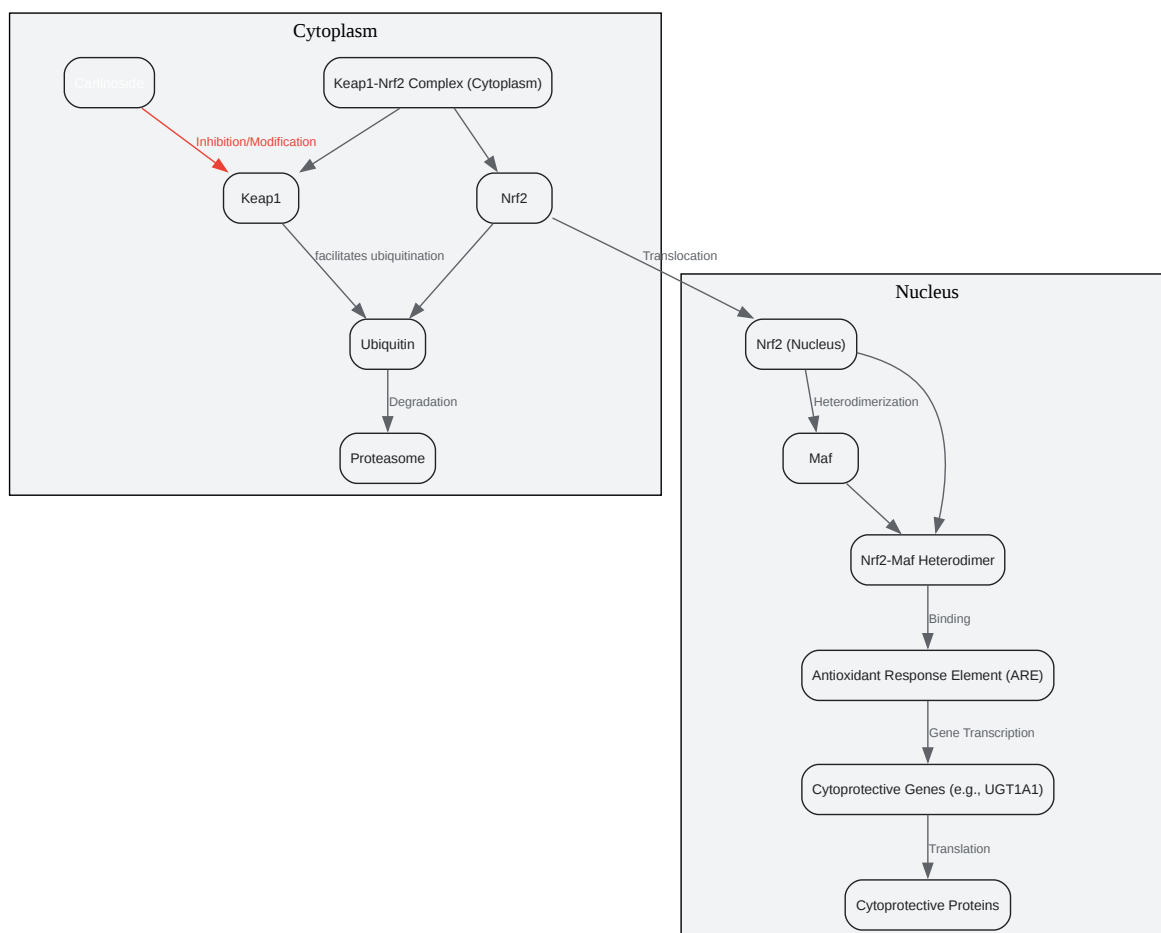 Cytoplasm
Carlinoside
Keap1-Nrf2 Complex (Cytoplasm)
Inhibition/Modification
Keap1
Nrf2
facilitates ubiquitination
Translocation
Nucleus
Ubiquitin
Nrf2 (Nucleus)
Degradation
Heterodimerization
Proteasome
Maf
Nrf2-Maf Heterodimer
Binding
Antioxidant Response Element (ARE)
Gene Transcription
Cytoprotective Genes (e.g., UGT1A1)
Translation
Cytoprotective Proteins